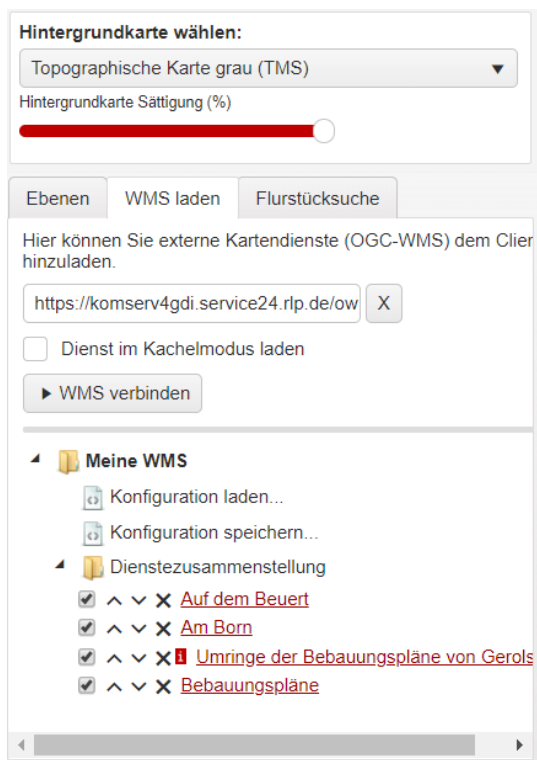 Hintergrundkarte wählen:
Topographische Karte grau (TMS)
Hintergrundkarte Sättigung (%)
Ebenen WMS laden Flurstücksuche
Hier können Sie externe Kartendienste (OGC-WMS) dem Clier
hinzuladen.
https://komserv4gdi.service24.rlp.de/ow X
Dienst im Kachelmodus laden
WMS verbinden
Meine WMS
Konfiguration laden...
Konfiguration speichern...
Dienstezusammenstellung
Auf dem Beuert
Am Born
i Umringe der Bebauungspläne von Gerols
Bebauungspläne